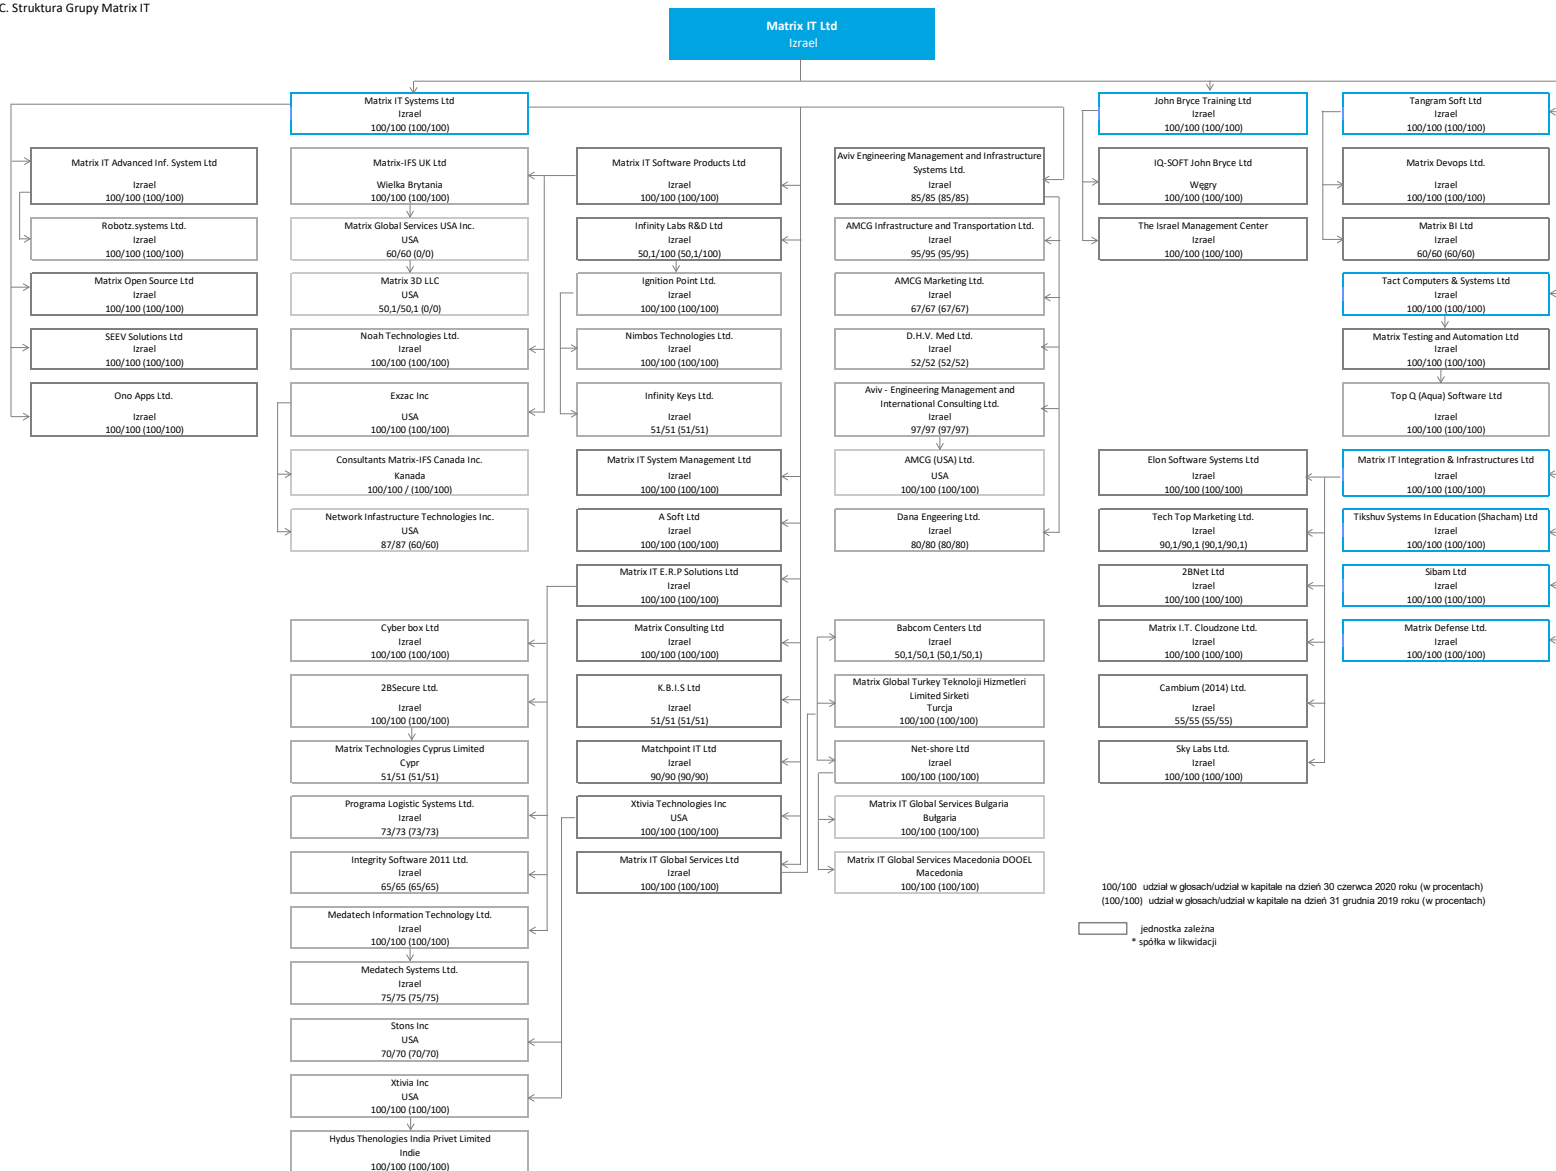 C. Struktura Grupy Matrix IT
Matrix IT Ltd
Izrael
Matrix IT Systems Ltd
Izrael
100/100 (100/100)
John Bryce Training Ltd
Izrael
100/100 (100/100)
Tangram Soft Ltd
Izrael
100/100 (100/100)
Matrix IT Advanced Inf. System Ltd
Izrael
100/100 (100/100)
Matrix-IFS UK Ltd
Wielka Brytania
100/100 (100/100)
Matrix IT Software Products Ltd
Izrael
100/100 (100/100)
Aviv Engineering Management and Infrastructure
Systems Ltd.
Izrael
85/85 (85/85)
IQ-SOFT John Bryce Ltd
Węgry
100/100 (100/100)
Matrix Devops Ltd.
Izrael
100/100 (100/100)
Robotz.systems Ltd.
Izrael
100/100 (100/100)
Matrix Global Services USA Inc.
USA
60/60 (0/0)
Infinity Labs R&D Ltd
Izrael
50,1/100 (50,1/100)
AMCG Infrastructure and Transportation Ltd.
Izrael
95/95 (95/95)
The Israel Management Center
Izrael
100/100 (100/100)
Matrix BI Ltd
Izrael
60/60 (60/60)
Matrix Open Source Ltd
Izrael
100/100 (100/100)
Matrix 3D LLC
USA
50,1/50,1 (0/0)
Ignition Point Ltd.
Izrael
100/100 (100/100)
AMCG Marketing Ltd.
Izrael
67/67 (67/67)
Tact Computers & Systems Ltd
Izrael
100/100 (100/100)
SEEV Solutions Ltd
Izrael
100/100 (100/100)
Noah Technologies Ltd.
Izrael
100/100 (100/100)
Nimbos Technologies Ltd.
Izrael
100/100 (100/100)
D.H.V. Med Ltd.
Izrael
52/52 (52/52)
Matrix Testing and Automation Ltd
Izrael
100/100 (100/100)
Ono Apps Ltd.
Izrael
100/100 (100/100)
Exzac Inc
USA
100/100 (100/100)
Infinity Keys Ltd.
Izrael
51/51 (51/51)
Aviv - Engineering Management and
International Consulting Ltd.
Izrael
97/97 (97/97)
Top Q (Aqua) Software Ltd
Izrael
100/100 (100/100)
Consultants Matrix-IFS Canada Inc.
Kanada
100/100 / (100/100)
Matrix IT System Management Ltd
Izrael
100/100 (100/100)
AMCG (USA) Ltd.
USA
100/100 (100/100)
Elon Software Systems Ltd
Izrael
100/100 (100/100)
Matrix IT Integration & Infrastructures Ltd
Izrael
100/100 (100/100)
Network Infastructure Technologies Inc.
USA
87/87 (60/60)
A Soft Ltd
Izrael
100/100 (100/100)
Dana Engeering Ltd.
Izrael
80/80 (80/80)
Tech Top Marketing Ltd.
Izrael
90,1/90,1 (90,1/90,1)
Tikshuv Systems In Education (Shacham) Ltd
Izrael
100/100 (100/100)
Matrix IT E.R.P Solutions Ltd
Izrael
100/100 (100/100)
2BNet Ltd
Izrael
100/100 (100/100)
Sibam Ltd
Izrael
100/100 (100/100)
Cyber box Ltd
Izrael
100/100 (100/100)
Matrix Consulting Ltd
Izrael
100/100 (100/100)
Babcom Centers Ltd
Izrael
50,1/50,1 (50,1/50,1)
Matrix I.T. Cloudzone Ltd.
Izrael
100/100 (100/100)
Matrix Defense Ltd.
Izrael
100/100 (100/100)
2BSecure Ltd.
Izrael
100/100 (100/100)
K.B.I.S Ltd
Izrael
51/51 (51/51)
Matrix Global Turkey Teknoloji Hizmetleri
Limited Sirketi
Turcja
100/100 (100/100)
Cambium (2014) Ltd.
Izrael
55/55 (55/55)
Matrix Technologies Cyprus Limited
Cypr
51/51 (51/51)
Matchpoint IT Ltd
Izrael
90/90 (90/90)
Net-shore Ltd
Izrael
100/100 (100/100)
Sky Labs Ltd.
Izrael
100/100 (100/100)
Programa Logistic Systems Ltd.
Izrael
73/73 (73/73)
Xtivia Technologies Inc
USA
100/100 (100/100)
Matrix IT Global Services Bulgaria
Bułgaria
100/100 (100/100)
Integrity Software 2011 Ltd.
Izrael
65/65 (65/65)
Matrix IT Global Services Ltd
Izrael
100/100 (100/100)
Matrix IT Global Services Macedonia DOOEL
Macedonia
100/100 (100/100)
100/100 udział w głosach/udział w kapitale na dzień 30 czerwca 2020 roku (w procentach)
(100/100) udział w głosach/udział w kapitale na dzień 31 grudnia 2019 roku (w procentach)
jednostka zależna
* spółka w likwidacji
Medatech Information Technology Ltd.
Izrael
100/100 (100/100)
Medatech Systems Ltd.
Izrael
75/75 (75/75)
Stons Inc
USA
70/70 (70/70)
Xtivia Inc
USA
100/100 (100/100)
Hydus Thenologies India Privet Limited
Indie
100/100 (100/100)